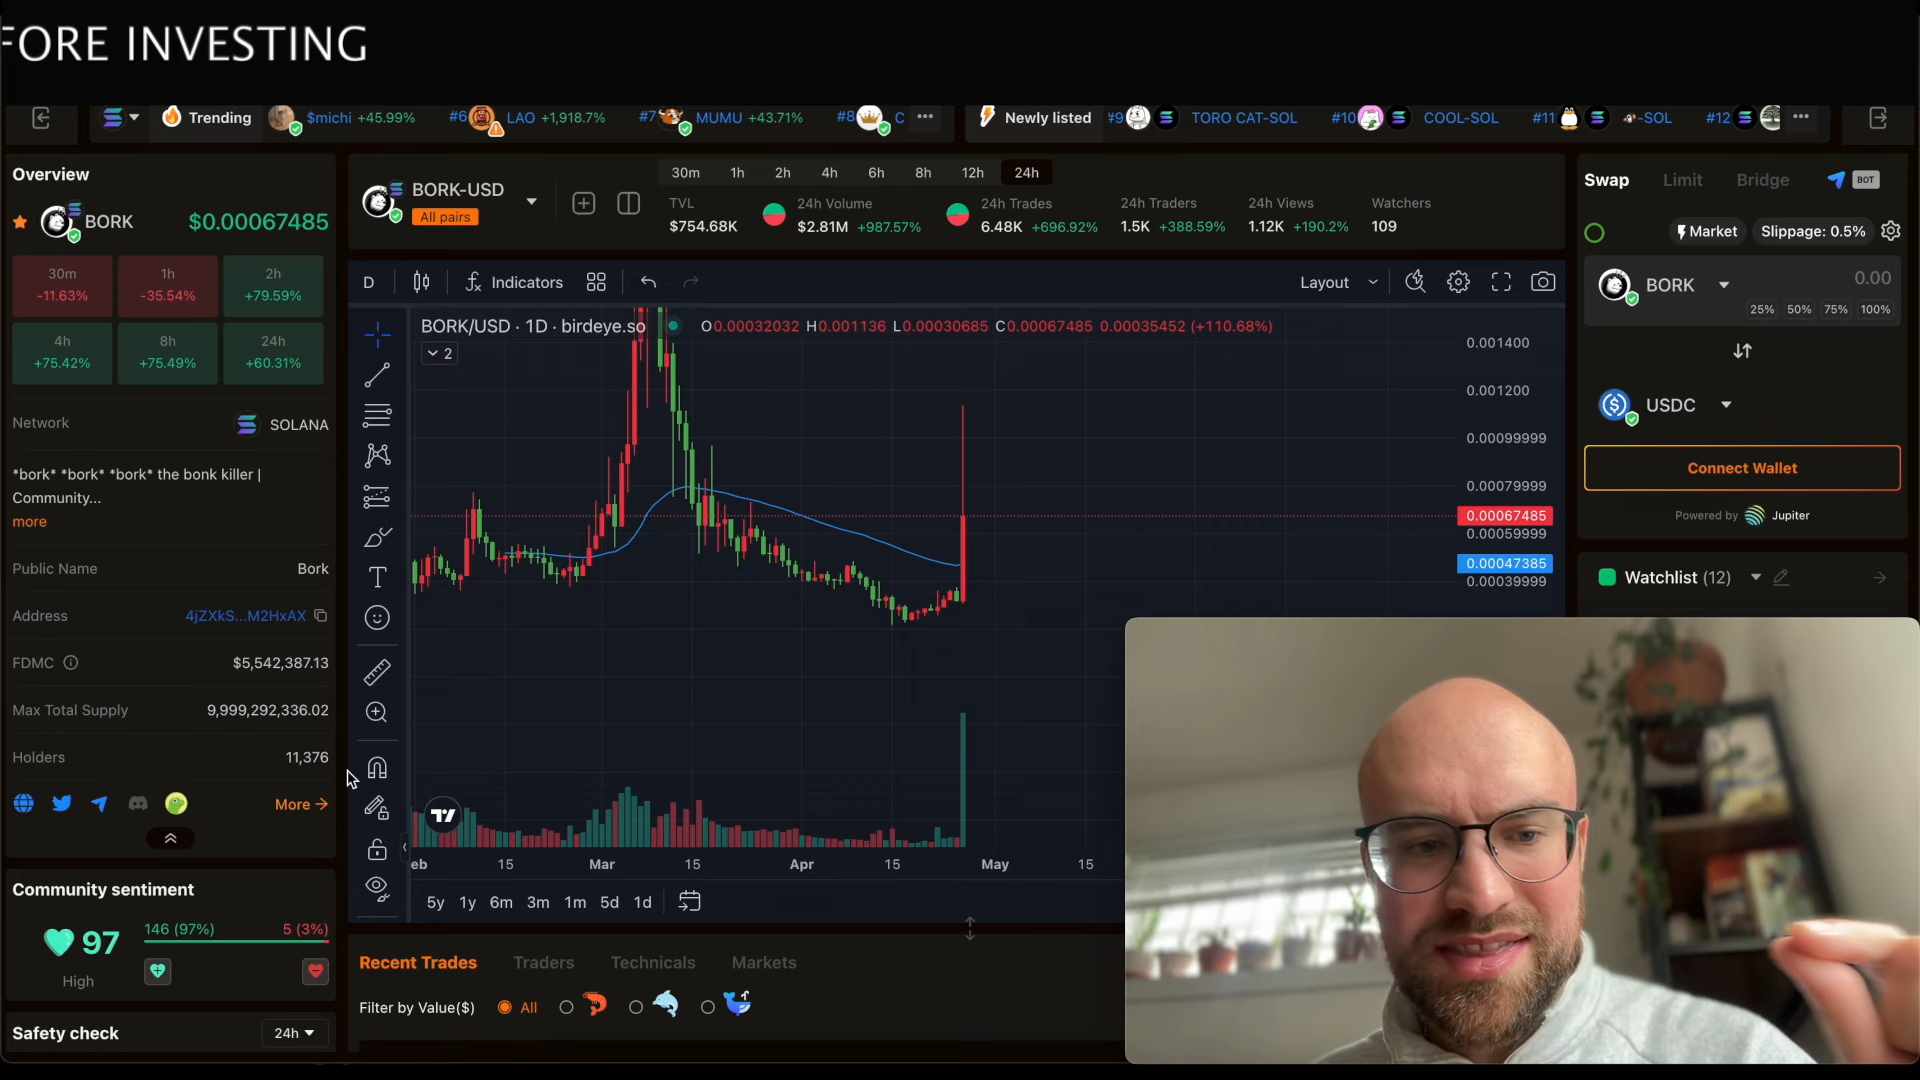 FORE INVESTING
Trending
$michi +45.99%
#6 LAO +1,918.7%
#7 MUMU +43.71%
#8 C
Newly listed
#9 TORO CAT-SOL
#10 COOL-SOL
#11 -SOL
#12
Overview
BORK $0.00067485
30m 1h 2h
-11.63% -35.54% +79.59%
4h 8h 24h
+75.42% +75.49% +60.31%
Network SOLANA
*bork* *bork* *bork* the bonk killer |
Community...
more
Public Name Bork
Address 4jZXkS...M2HxAX
FDMC $5,542,387.13
Max Total Supply 9,999,292,336.02
Holders 11,376
More
Community sentiment
97 146 (97%) 5 (3%)
High
Safety check 24h
BORK-USD
All pairs
30m 1h 2h 4h 6h 8h 12h 24h
TVL 24h Volume 24h Trades 24h Traders 24h Views Watchers
$754.68K $2.81M +987.57% 6.48K +696.92% 1.5K +388.59% 1.12K +190.2% 109
D Indicators Layout
BORK/USD · 1D · birdeye.so O0.00032032 H0.001136 L0.00030685 C0.00067485 0.00035452 (+110.68%)
2
0.001400
0.001200
0.00099999
0.00079999
0.00067485
0.00059999
0.00047385
0.00039999
eb 15 Mar 15 Apr 15 May 15
5y 1y 6m 3m 1m 5d 1d
Recent Trades Traders Technicals Markets
Filter by Value($) All
Swap Limit Bridge BOT
Market Slippage: 0.5%
BORK 0.00
25% 50% 75% 100%
USDC
Connect Wallet
Powered by Jupiter
Watchlist (12)